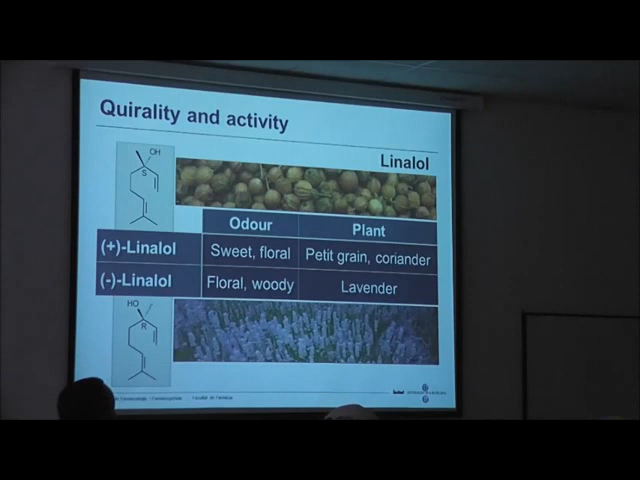 Quirality and activity
Linalol
OH
S
Odour Plant
(+)-Linalol Sweet, floral Petit grain, coriander
(-)-Linalol Floral, woody Lavender
HO
R